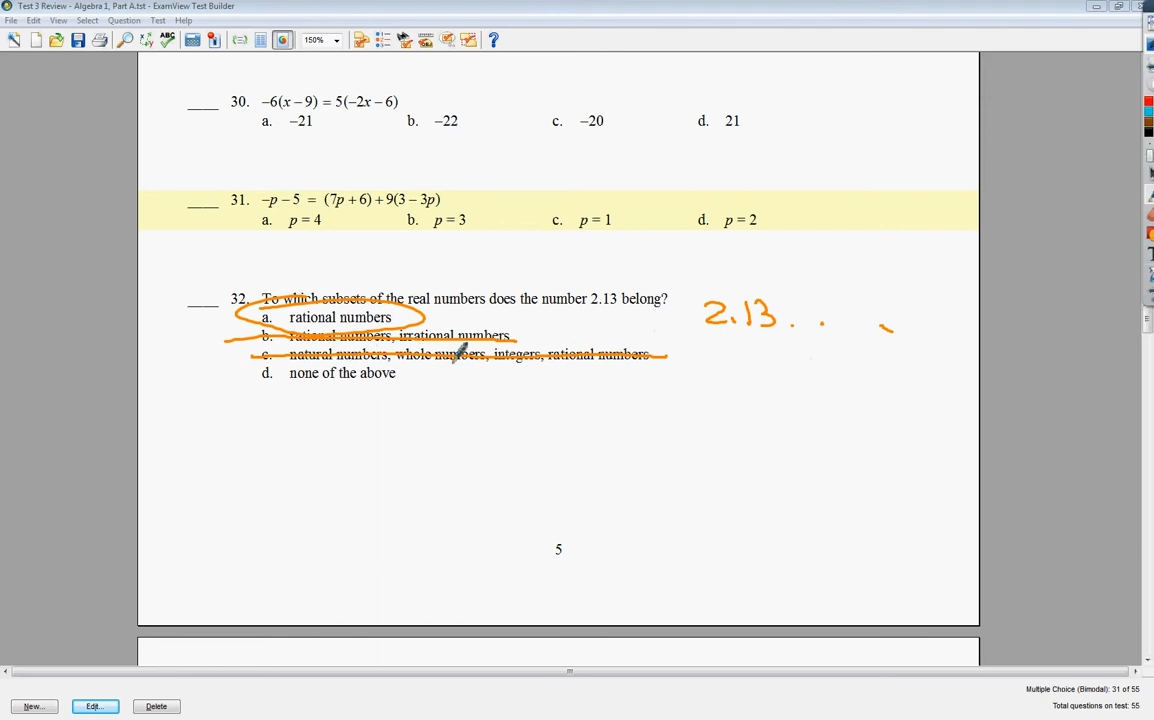 Test 3 Review - Algebra 1, Part A.tst - ExamView Test Builder
File Edit View Select Question Test Help
ABC 150% OBJ ?
____ 30. –6(x – 9) = 5(–2x – 6)
a. –21 b. –22 c. –20 d. 21
____ 31. –p – 5 = (7p + 6) + 9(3 – 3p)
a. p = 4 b. p = 3 c. p = 1 d. p = 2
____ 32. To which subsets of the real numbers does the number 2.13 belong?
a. rational numbers 2.13 . .
b. rational numbers, irrational numbers
c. natural numbers, whole numbers, integers, rational numbers
d. none of the above
5
Multiple Choice (Bimodal): 31 of 55
New... Edit... Delete Total questions on test: 55